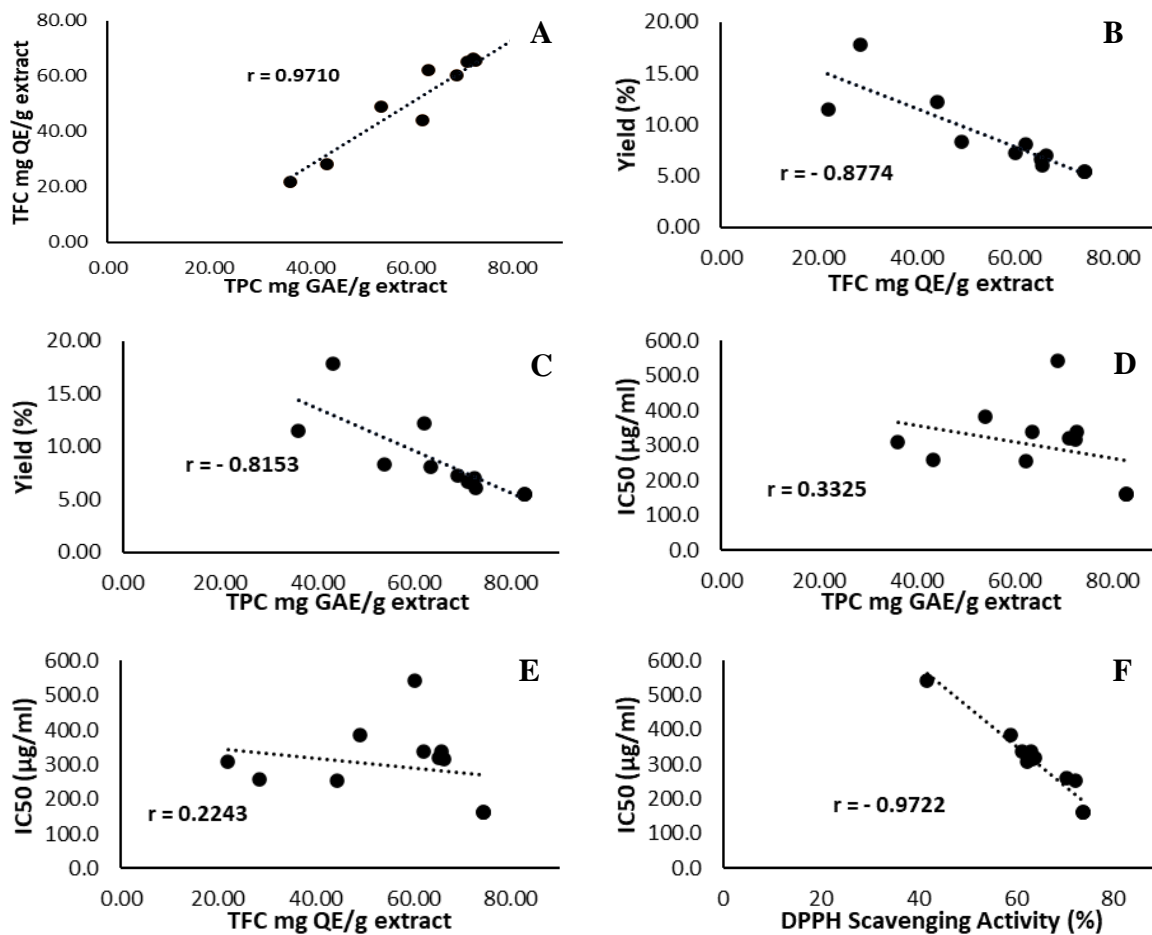 80.00
60.00
40.00
20.00
0.00
TFC mg QE/g extract
A
r = 0.9710
0.00 20.00 40.00 60.00 80.00
TPC mg GAE/g extract
20.00
15.00
10.00
5.00
0.00
Yield (%)
B
r = - 0.8774
0.00 20.00 40.00 60.00 80.00
TFC mg QE/g extract
20.00
15.00
10.00
5.00
0.00
Yield (%)
C
r = - 0.8153
0.00 20.00 40.00 60.00 80.00
TPC mg GAE/g extract
600.0
500.0
400.0
300.0
200.0
100.0
0.0
IC50 (μg/ml)
D
r = 0.3325
0.00 20.00 40.00 60.00 80.00
TPC mg GAE/g extract
600.0
500.0
400.0
300.0
200.0
100.0
0.0
IC50 (μg/ml)
E
r = 0.2243
0.00 20.00 40.00 60.00 80.00
TFC mg QE/g extract
600.0
500.0
400.0
300.0
200.0
100.0
0.0
IC50 (μg/ml)
F
r = - 0.9722
0 20 40 60 80
DPPH Scavenging Activity (%)